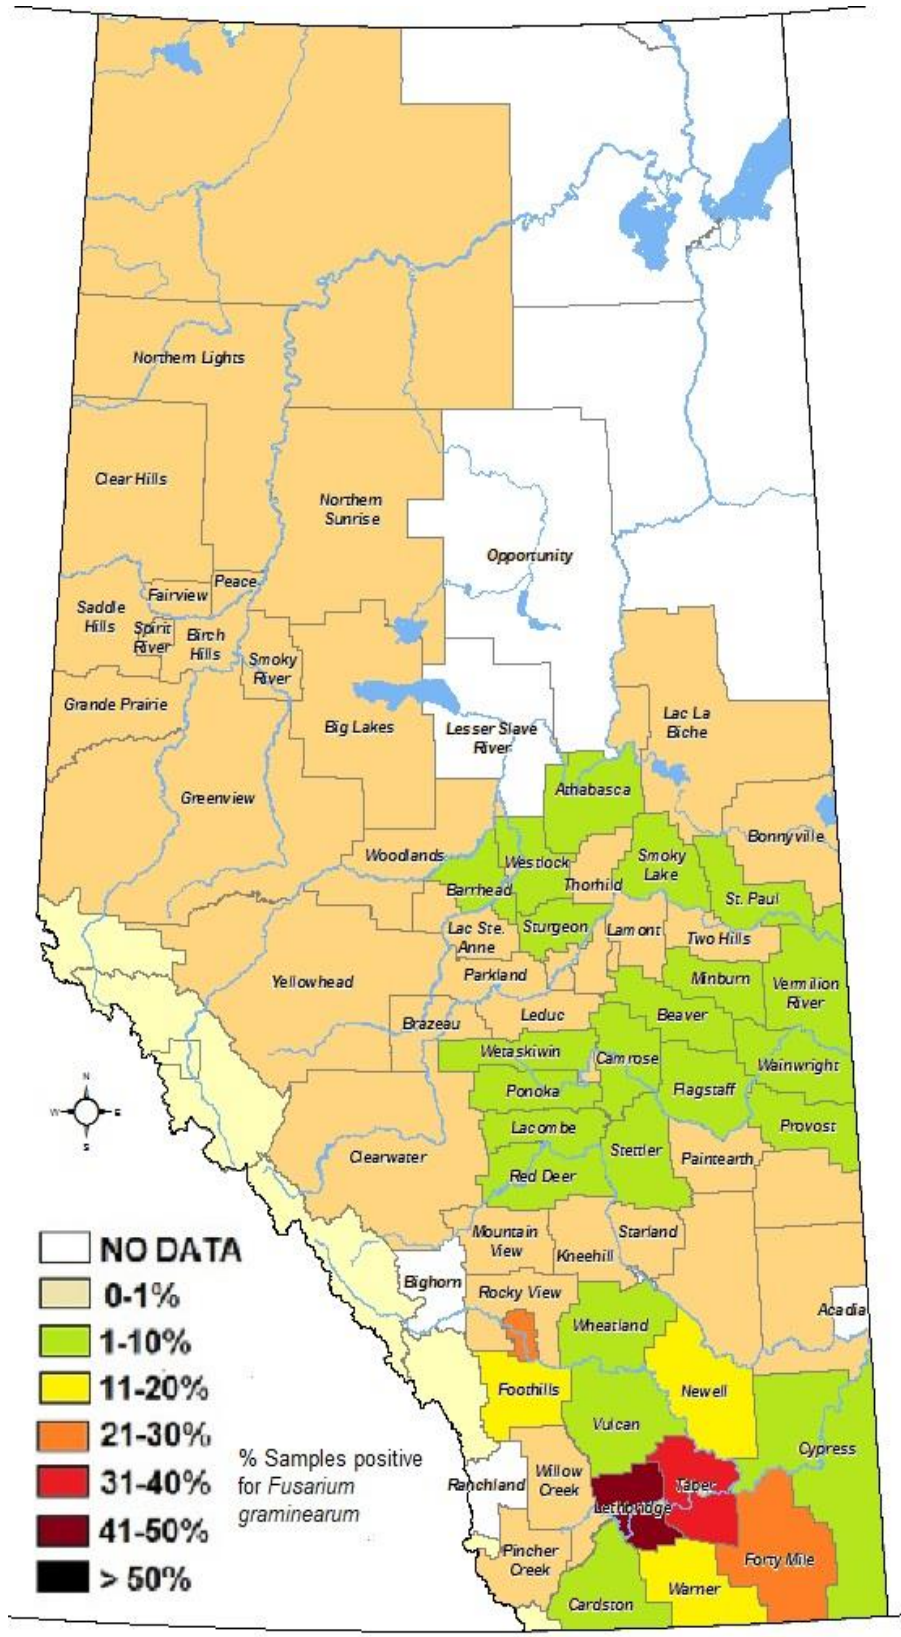 Northern Lights
Clear Hills
Northern
Sunrise
Opportunity
Peace
Fairview
Saddle
Hills
Spirit
River
Birch
Hills
Smoky
River
Grande Prairie
Big Lakes
Lesser Slave
River
Lac La
Biche
Greenview
Athabasca
Bonnyville
Woodlands
Westlock
Smoky
Lake
Thorhild
Barrhead
St. Paul
Sturgeon
Lac Ste.
Anne
Lamont
Two Hills
Yellowhead
Parkland
Minburn
Vermilion
River
Leduc
Beaver
Brazeau
Wetaskiwin
Camrose
Wainwright
Ponoka
Flagstaff
N
W
E
S
Lacombe
Provost
Stettler
Clearwater
Paintearth
Red Deer
Mountain
View
Starland
Kneehill
Bighorn
Rocky View
Acadia
Wheatland
Foothills
Newell
Vulcan
Cypress
Ranchland
Willow
Creek
Taber
Lethbridge
Pincher
Creek
Forty Mile
Warner
Cardston
NO DATA
0-1%
1-10%
11-20%
21-30%
31-40%
41-50%
> 50%
% Samples positive
for Fusarium
graminearum